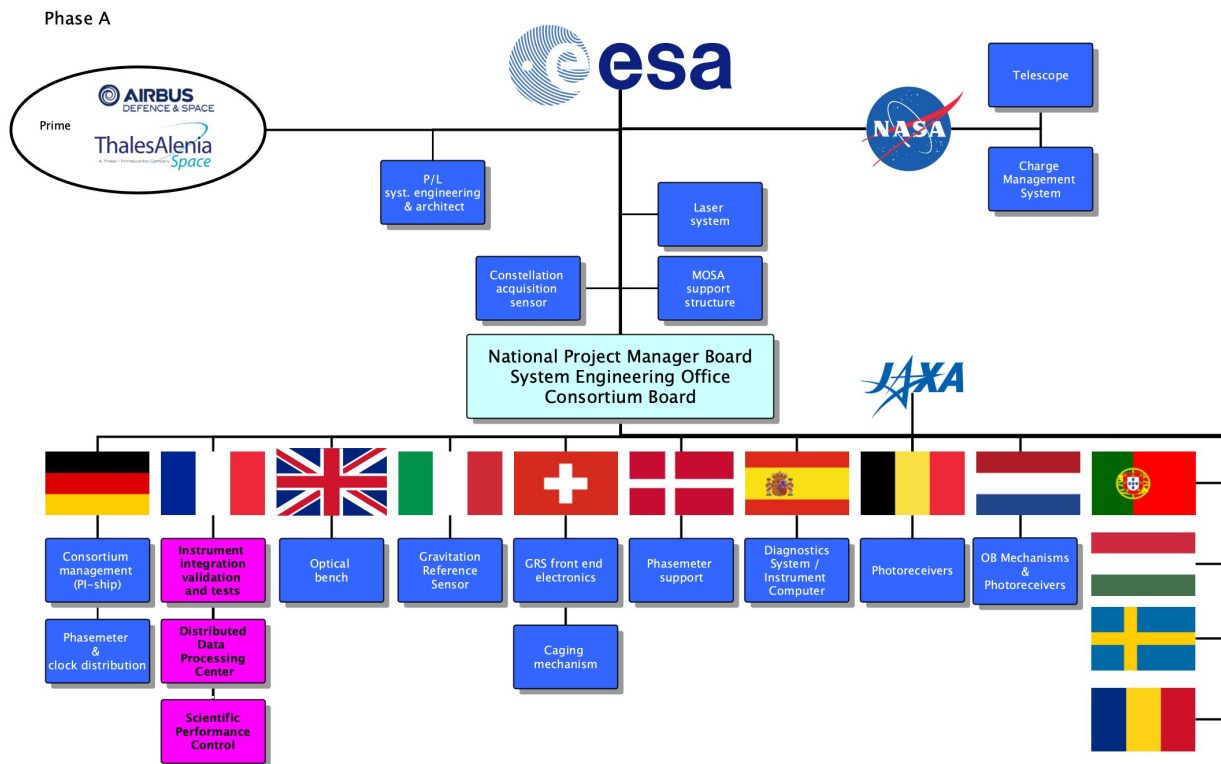 Phase A
esa
AIRBUS
DEFENCE & SPACE
Prime
ThalesAlenia
A Thales / Finmeccanica Company
Space
NASA
Telescope
Charge
Management
System
P/L
syst. engineering
& architect
Laser
system
Constellation
acquisition
sensor
MOSA
support
structure
National Project Manager Board
System Engineering Office
Consortium Board
JAXA
Consortium
management
(PI-ship)
Instrument
integration
validation
and tests
Optical
bench
Gravitation
Reference
Sensor
GRS front end
electronics
Phasemeter
support
Diagnostics
System /
Instrument
Computer
Photoreceivers
OB Mechanisms
&
Photoreceivers
Phasemeter
&
clock distribution
Distributed
Data
Processing
Center
Caging
mechanism
Scientific
Performance
Control